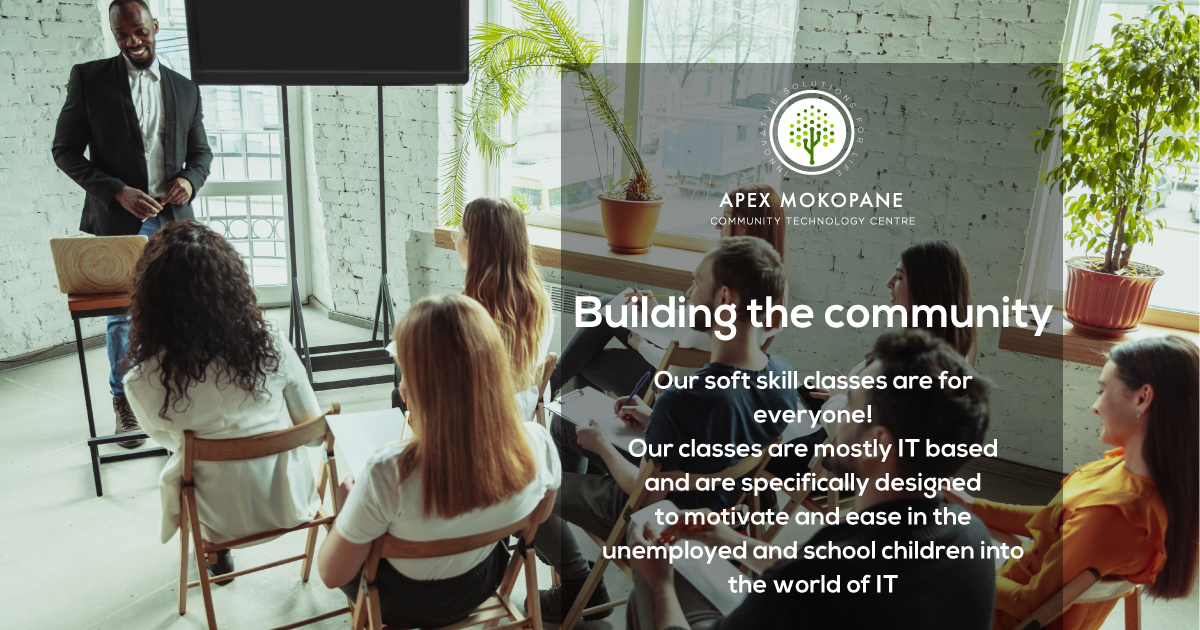 INNOVATIVE SOLUTIONS FOR LIFE
APEX MOKOPANE
COMMUNITY TECHNOLOGY CENTRE
Building the community
Our soft skill classes are for
everyone!
Our classes are mostly IT based
and are specifically designed
to motivate and ease in the
unemployed and school children into
the world of IT